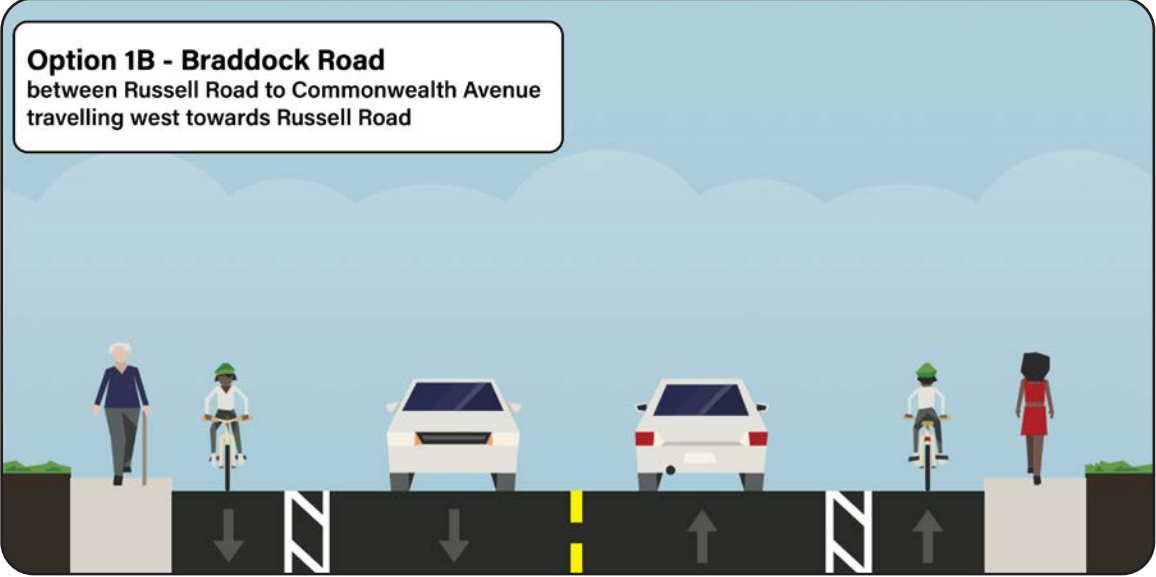 Option 1B - Braddock Road
between Russell Road to Commonwealth Avenue
travelling west towards Russell Road